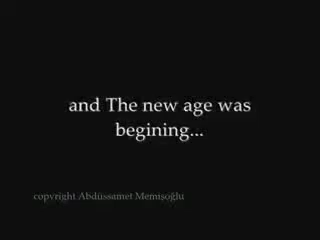 and The new age was
begining...
copyright Abdüssamet Memişoğlu